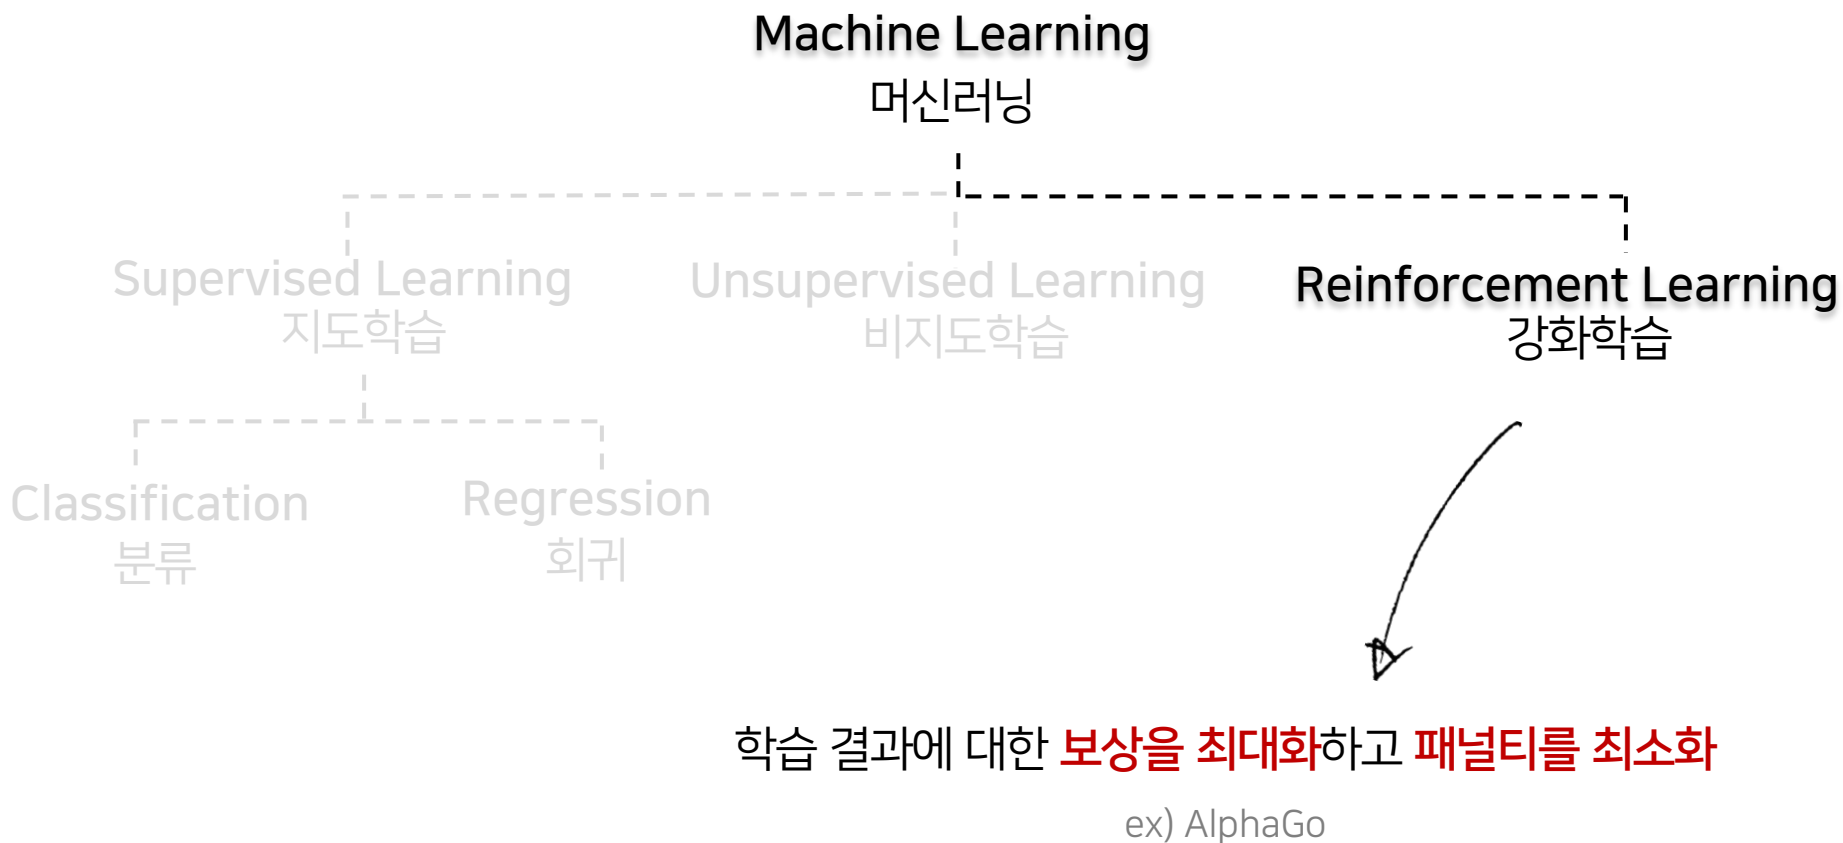 Machine Learning
머신러닝
Supervised Learning
지도학습
Unsupervised Learning
비지도학습
Reinforcement Learning
강화학습
Classification
분류
Regression
회귀
학습 결과에 대한 보상을 최대화하고 패널티를 최소화
ex) AlphaGo